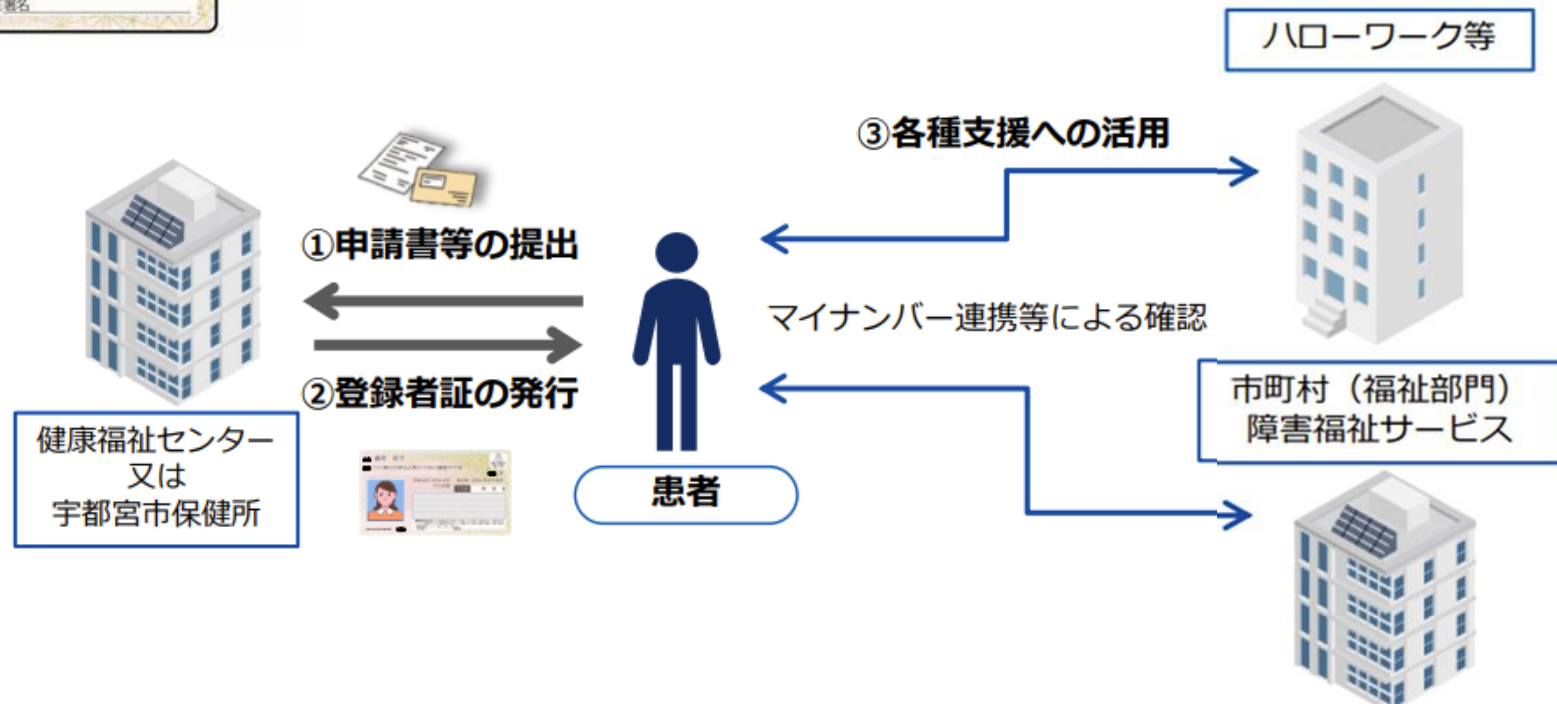 署名
ハローワーク等
③各種支援への活用
①申請書等の提出
マイナンバー連携等による確認
②登録者証の発行
市町村（福祉部門）
障害福祉サービス
健康福祉センター
又は
宇都宮市保健所
患者